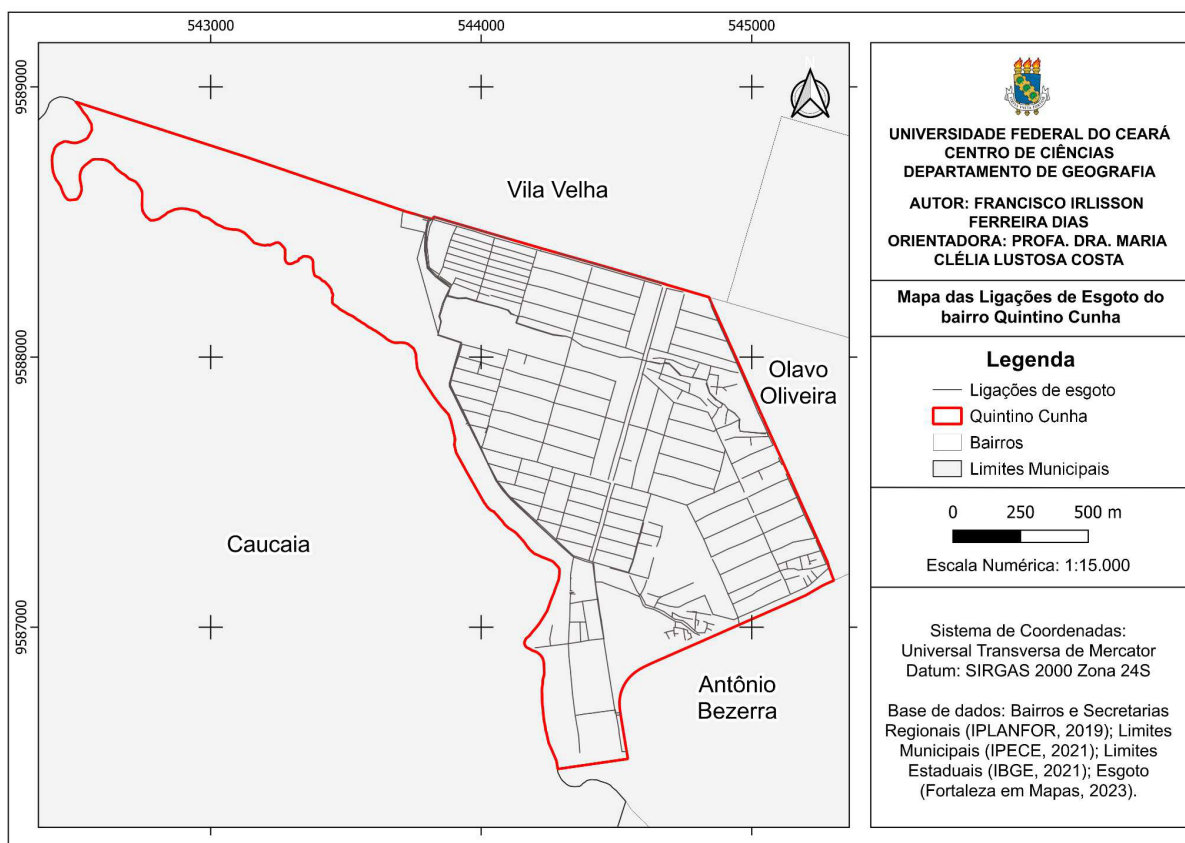 543000
544000
545000
9589000
9588000
9587000
N
Vila Velha
Olavo
Oliveira
Caucaia
Antônio
Bezerra
UNIVERSIDADE FEDERAL DO CEARÁ
CENTRO DE CIÊNCIAS
DEPARTAMENTO DE GEOGRAFIA
AUTOR: FRANCISCO IRLISSON
FERREIRA DIAS
ORIENTADORA: PROFA. DRA. MARIA
CLÉLIA LUSTOSA COSTA
Mapa das Ligações de Esgoto do
bairro Quintino Cunha
Legenda
Ligações de esgoto
Quintino Cunha
Bairros
Limites Municipais
0 250 500 m
Escala Numérica: 1:15.000
Sistema de Coordenadas:
Universal Transversa de Mercator
Datum: SIRGAS 2000 Zona 24S
Base de dados: Bairros e Secretarias
Regionais (IPLANFOR, 2019); Limites
Municipais (IPECE, 2021); Limites
Estaduais (IBGE, 2021); Esgoto
(Fortaleza em Mapas, 2023).